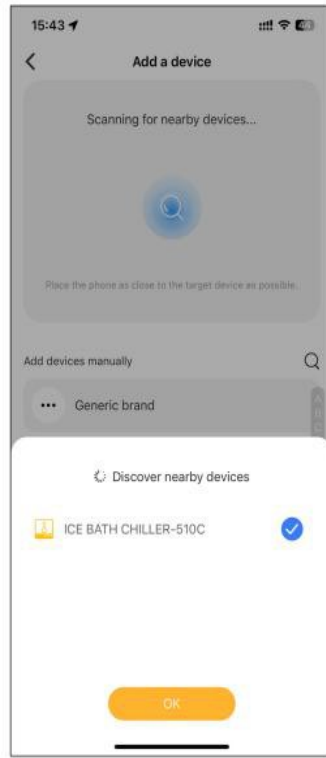 15:43
Add a device
Scanning for nearby devices...
Place the phone as close to the target device as possible.
Add devices manually
Generic brand
A
B
C
Discover nearby devices
ICE BATH CHILLER-510C
OK